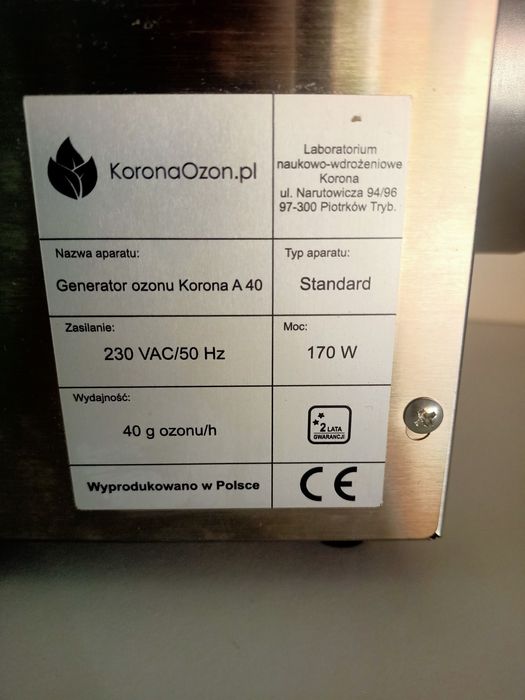 KoronaOzon.pl
Laboratorium
naukowo-wdrożeniowe
Korona
ul. Narutowicza 94/96
97-300 Piotrków Tryb.
Nazwa aparatu:
Generator ozonu Korona A 40
Typ aparatu:
Standard
Zasilanie:
230 VAC/50 Hz
Moc:
170 W
Wydajność:
40 g ozonu/h
2 LATA
GWARANCJI
Wyprodukowano w Polsce
CE